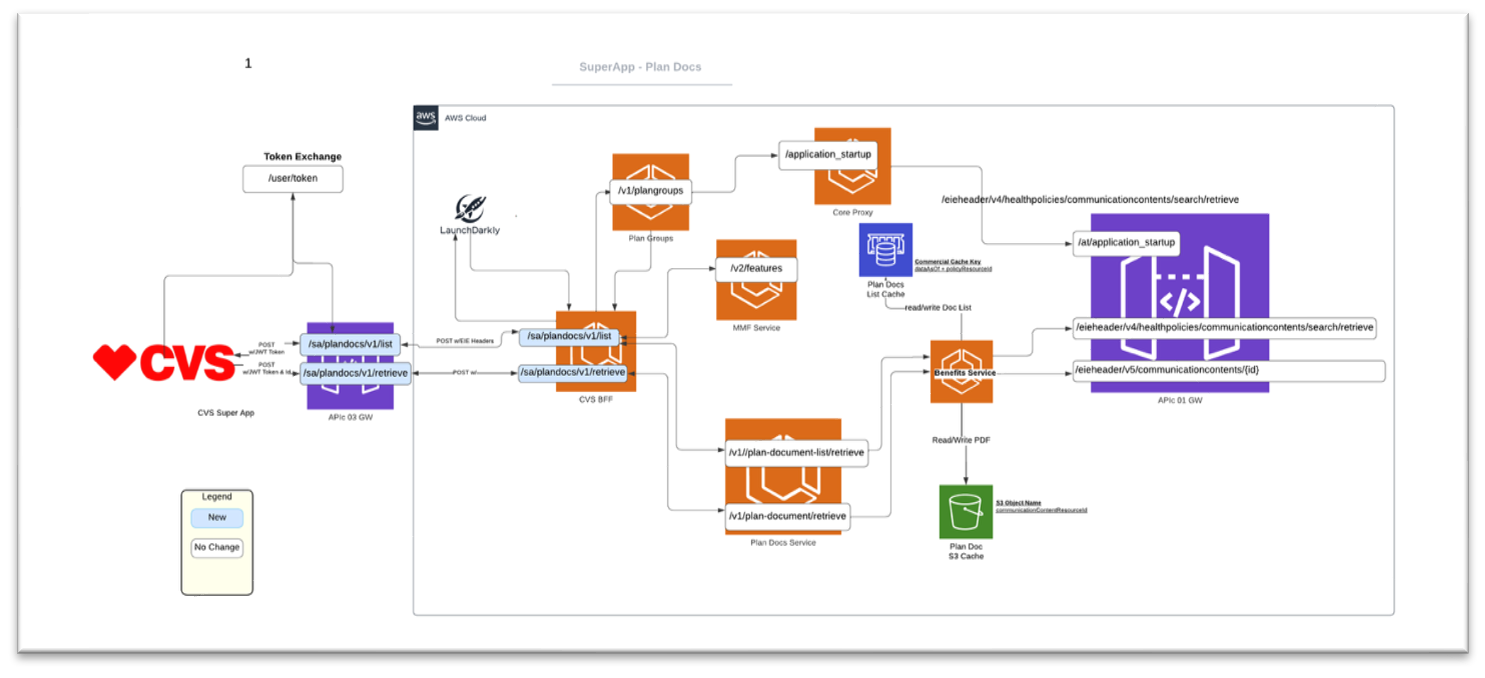 1
SuperApp - Plan Docs
aws
AWS Cloud
Token Exchange
/user/token
LaunchDarkly
/v1/plangroups
Plan Groups
/application_startup
Core Proxy
/eieheader/v4/healthpolicies/communicationcontents/search/retrieve
/at/application_startup
/v2/features
MMF Service
Commercial Cache Key
dataAsOf + policyResourceId
Plan Docs
List Cache
read/write Doc List
CVS
CVS Super App
POST
w/JWT Token
POST
w/JWT Token & Id
/sa/plandocs/v1/list
/sa/plandocs/v1/retrieve
APIc 03 GW
POST w/EIE Headers
POST w/
/sa/plandocs/v1/list
/sa/plandocs/v1/retrieve
CVS BFF
Benefits Service
/eieheader/v4/healthpolicies/communicationcontents/search/retrieve
/eieheader/v5/communicationcontents/{id}
APIc 01 GW
/v1//plan-document-list/retrieve
/v1/plan-document/retrieve
Plan Docs Service
Read/Write PDF
S3 Object Name
communicationContentResourceId
Plan Doc
S3 Cache
Legend
New
No Change